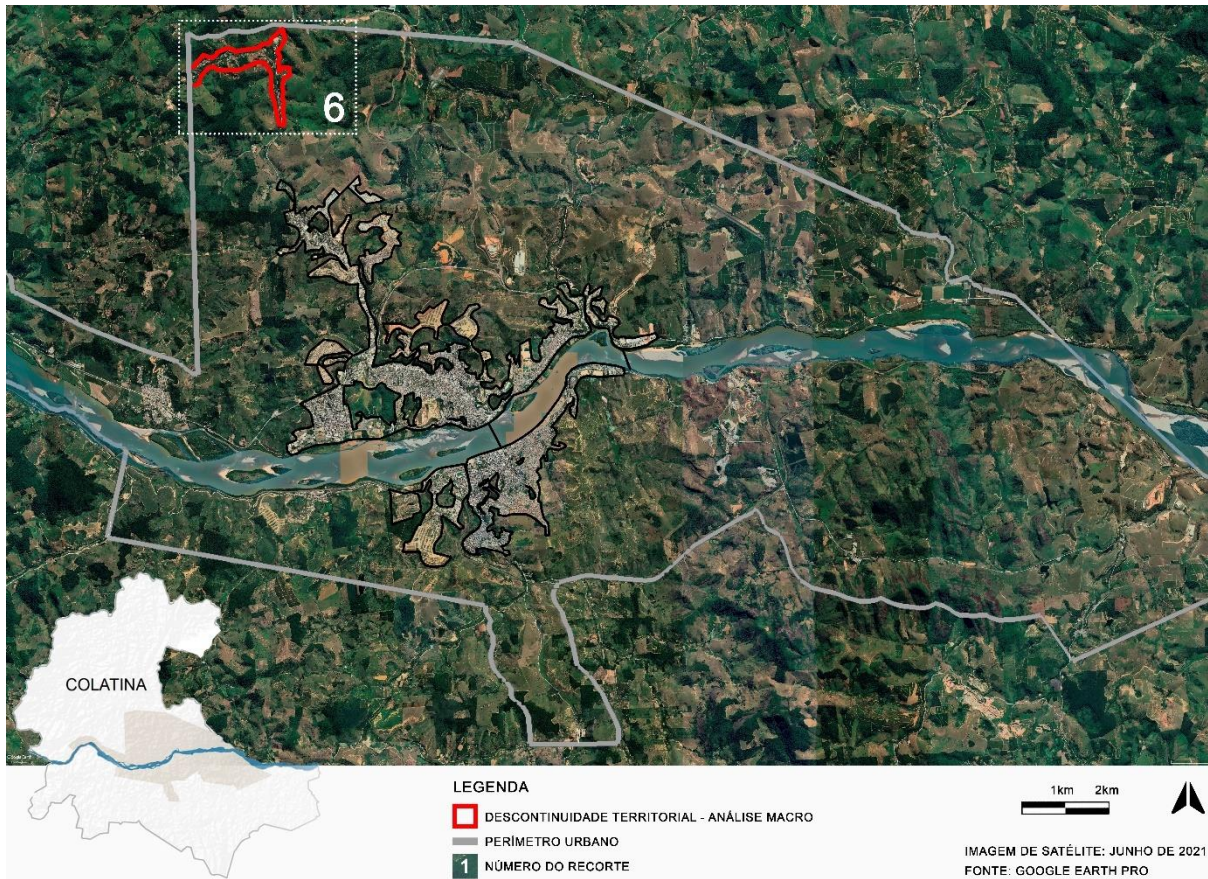 6
COLATINA
LEGENDA
DESCONTINUIDADE TERRITORIAL - ANÁLISE MACRO
PERÍMETRO URBANO
1 NÚMERO DO RECORTE
1km 2km
IMAGEM DE SATÉLITE: JUNHO DE 2021
FONTE: GOOGLE EARTH PRO